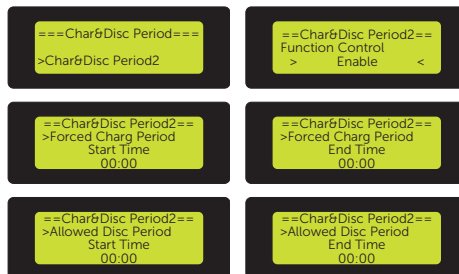 ===Char&Disc Period===
>Char&Disc Period2
==Char&Disc Period2==
Function Control
> Enable <
==Char&Disc Period2==
>Forced Charg Period
Start Time
00:00
==Char&Disc Period2==
>Forced Charg Period
End Time
00:00
==Char&Disc Period2==
>Allowed Disc Period
Start Time
00:00
==Char&Disc Period2==
>Allowed Disc Period
End Time
00:00